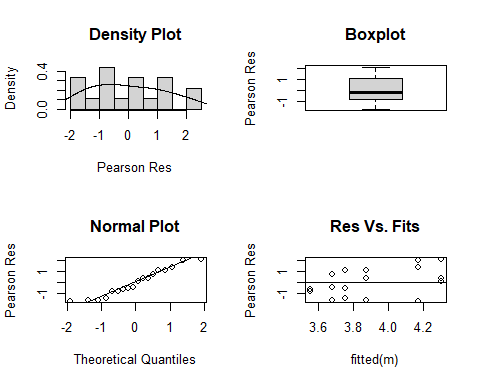 Density Plot
Density
0.0
0.4
-2 -1 0 1 2
Pearson Res
Boxplot
Pearson Res
-1
1
Normal Plot
Pearson Res
-1
1
-2 -1 0 1 2
Theoretical Quantiles
Res Vs. Fits
Pearson Res
-1
1
3.6 3.8 4.0 4.2
fitted(m)